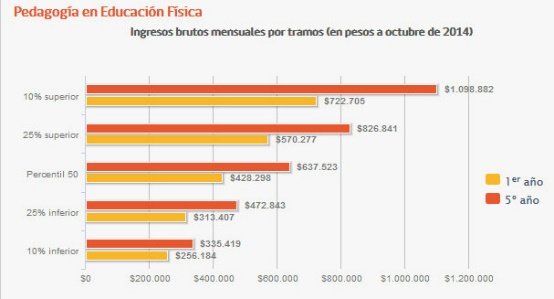 Pedagogía en Educación Física
Ingresos brutos mensuales por tramos (en pesos a octubre de 2014)
10% superior
$1.098.882
$722.705
25% superior
$826.841
$570.277
Percentil 50
$637.523
$428.298
25% inferior
$472.843
$313.407
10% inferior
$335.419
$256.184
1er año
5° año
$0 $200.000 $400.000 $600.000 $800.000 $1.000.000 $1.200.000